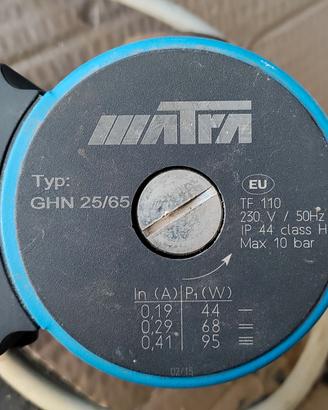 WATRA
Typ:
GHN 25/65
EU
TF 110
230 V / 50Hz
IP 44 class H
Max 10 bar
In (A) P₁(W)
0,19 44
0,29 68
0,41 95
02/15